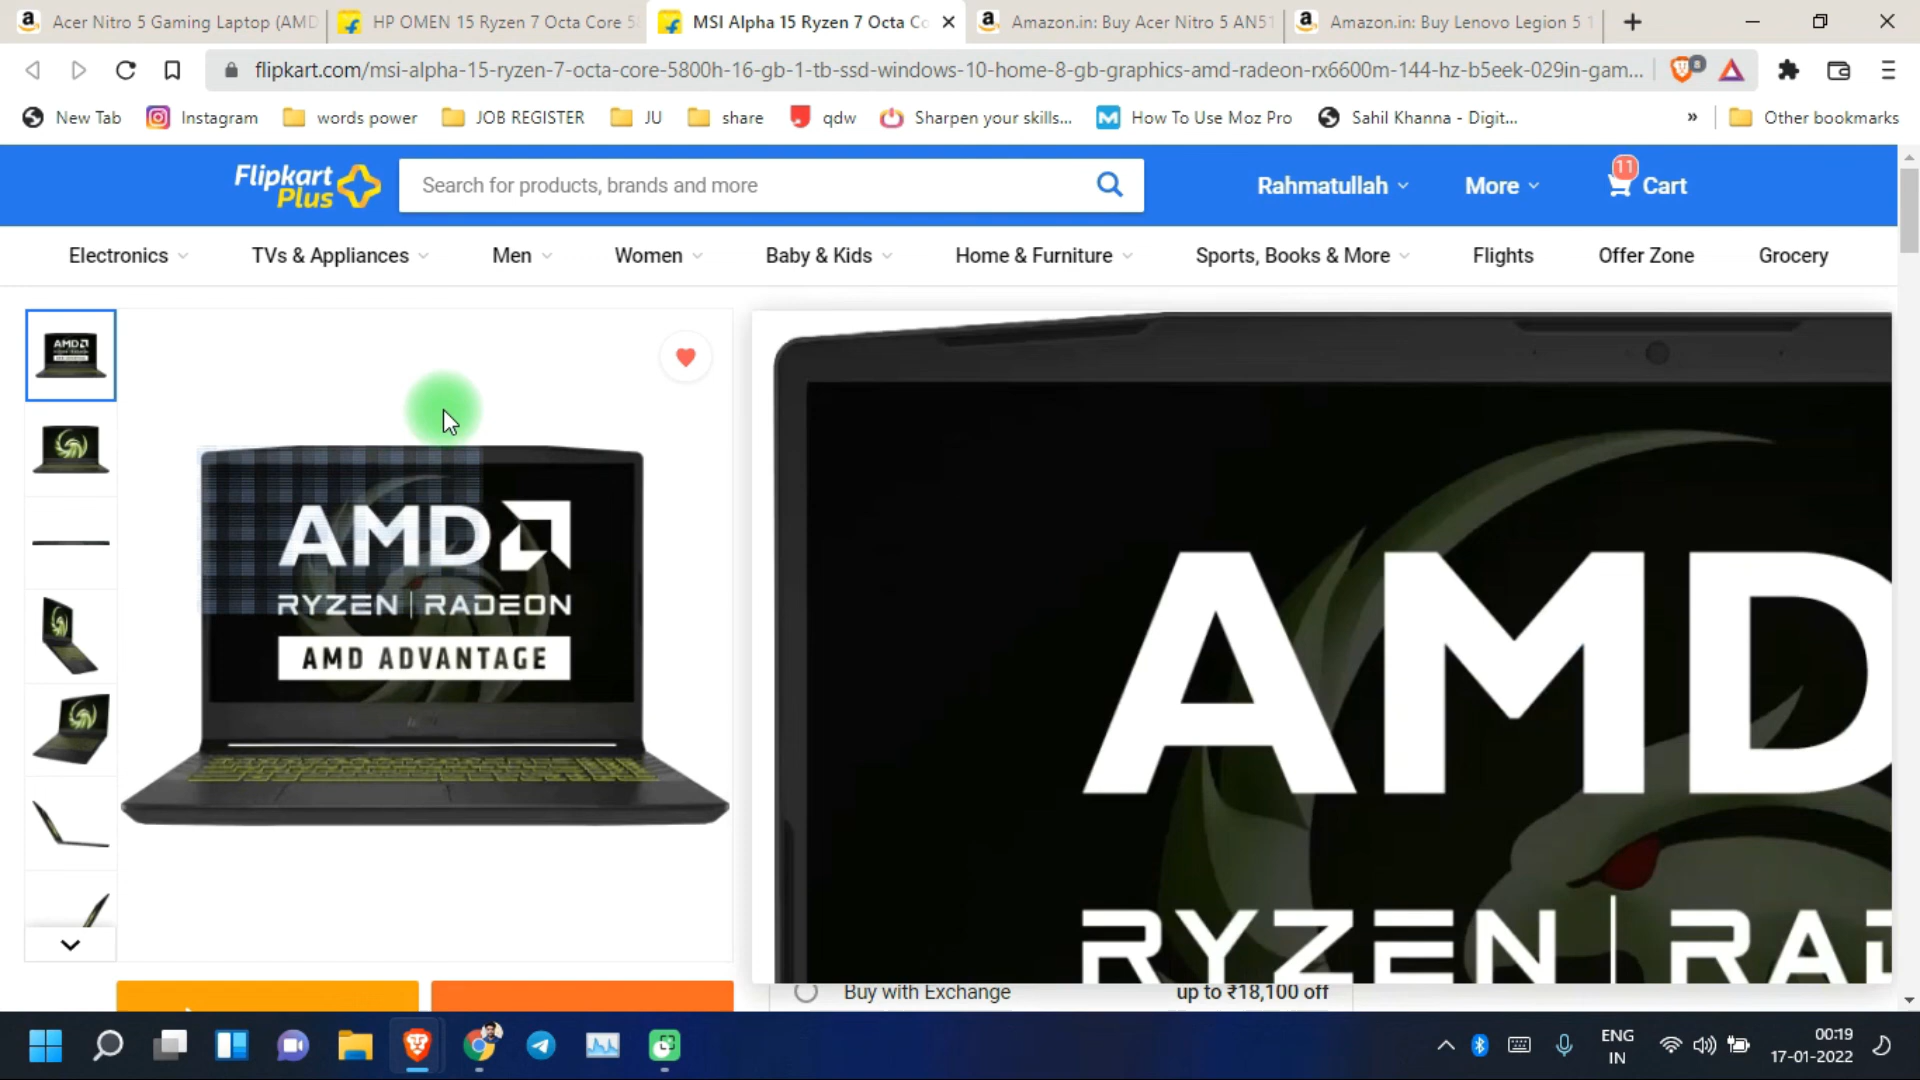 Acer Nitro 5 Gaming Laptop (AMD
HP OMEN 15 Ryzen 7 Octa Core 5
MSI Alpha 15 Ryzen 7 Octa Co
Amazon.in: Buy Acer Nitro 5 AN51
Amazon.in: Buy Lenovo Legion 5 1
flipkart.com/msi-alpha-15-ryzen-7-octa-core-5800h-16-gb-1-tb-ssd-windows-10-home-8-gb-graphics-amd-radeon-rx6600m-144-hz-b5eek-029in-gam...
8
New Tab
Instagram
words power
JOB REGISTER
JU
share
qdw
Sharpen your skills...
How To Use Moz Pro
Sahil Khanna - Digit...
»
Other bookmarks
Flipkart
Plus
Search for products, brands and more
Rahmatullah
More
11
Cart
Electronics
TVs & Appliances
Men
Women
Baby & Kids
Home & Furniture
Sports, Books & More
Flights
Offer Zone
Grocery
AMD
RYZEN | RADEON
AMD ADVANTAGE
AMD
RYZEN | RAD
Buy with Exchange
up to ₹18,100 off
ENG
IN
00:19
17-01-2022